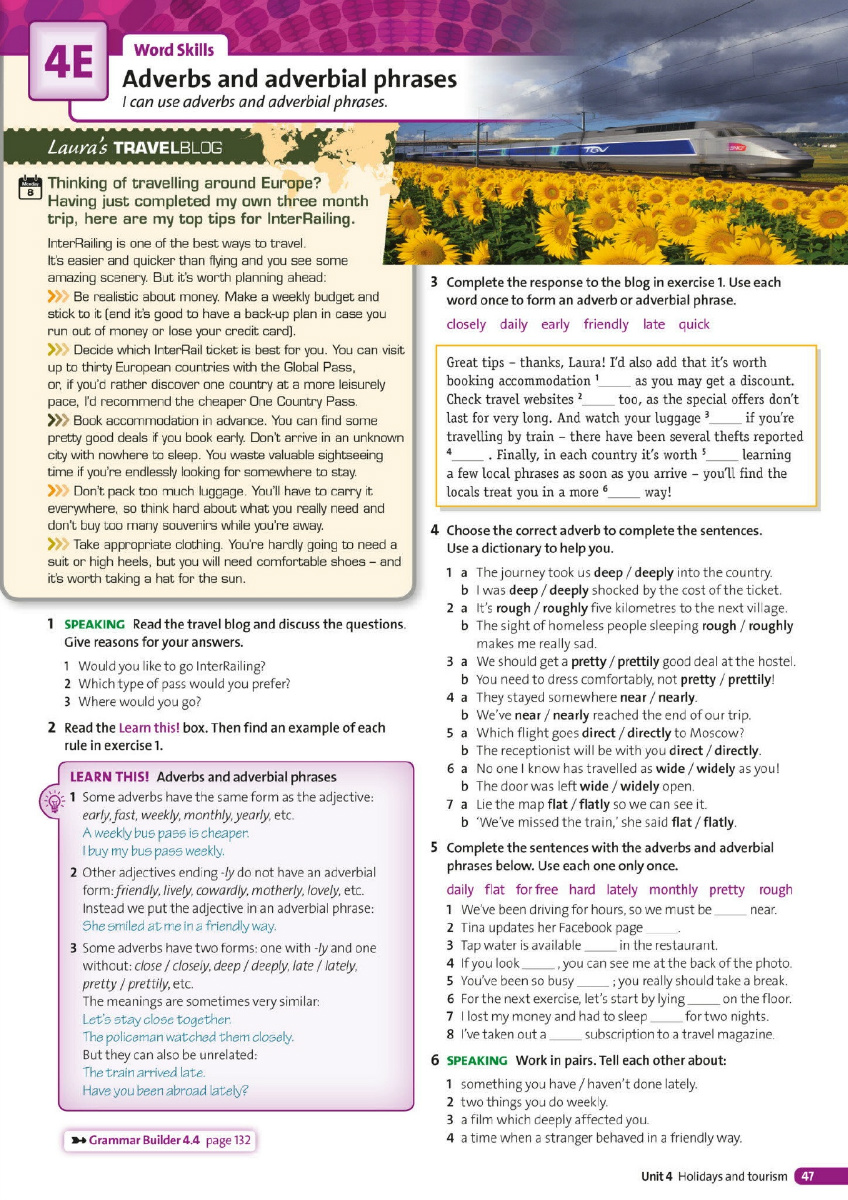 4E
Word Skills
Adverbs and adverbial phrases
I can use adverbs and adverbial phrases.
Laura's TRAVELBLOG
TGV
SNCF
Monday
8
Thinking of travelling around Europe?
Having just completed my own three month
trip, here are my top tips for InterRailing.
InterRailing is one of the best ways to travel.
It's easier and quicker than flying and you see some
amazing scenery. But it's worth planning ahead:
Be realistic about money. Make a weekly budget and
stick to it (and it's good to have a back-up plan in case you
run out of money or lose your credit card).
Decide which InterRail ticket is best for you. You can visit
up to thirty European countries with the Global Pass,
or, if you'd rather discover one country at a more leisurely
pace, I'd recommend the cheaper One Country Pass.
Book accommodation in advance. You can find some
pretty good deals if you book early. Don't arrive in an unknown
city with nowhere to sleep. You waste valuable sightseeing
time if you're endlessly looking for somewhere to stay.
Don't pack too much luggage. You'll have to carry it
everywhere, so think hard about what you really need and
don't buy too many souvenirs while you're away.
Take appropriate clothing. You're hardly going to need a
suit or high heels, but you will need comfortable shoes – and
it's worth taking a hat for the sun.
1 SPEAKING Read the travel blog and discuss the questions.
Give reasons for your answers.
1 Would you like to go InterRailing?
2 Which type of pass would you prefer?
3 Where would you go?
2 Read the Learn this! box. Then find an example of each
rule in exercise 1.
LEARN THIS! Adverbs and adverbial phrases
1 Some adverbs have the same form as the adjective:
early, fast, weekly, monthly, yearly, etc.
A weekly bus pass is cheaper.
I buy my bus pass weekly.
2 Other adjectives ending -ly do not have an adverbial
form: friendly, lively, cowardly, motherly, lovely, etc.
Instead we put the adjective in an adverbial phrase:
She smiled at me in a friendly way.
3 Some adverbs have two forms: one with -ly and one
without: close / closely, deep / deeply, late / lately,
pretty / prettily, etc.
The meanings are sometimes very similar:
Let's stay close together.
The policeman watched them closely.
But they can also be unrelated:
The train arrived late.
Have you been abroad lately?
Grammar Builder 4.4 page 132
3 Complete the response to the blog in exercise 1. Use each
word once to form an adverb or adverbial phrase.
closely daily early friendly late quick
Great tips – thanks, Laura! I'd also add that it's worth
booking accommodation 1_____ as you may get a discount.
Check travel websites 2_____ too, as the special offers don't
last for very long. And watch your luggage 3_____ if you're
travelling by train – there have been several thefts reported
4_____ . Finally, in each country it's worth 5_____ learning
a few local phrases as soon as you arrive – you'll find the
locals treat you in a more 6_____ way!
4 Choose the correct adverb to complete the sentences.
Use a dictionary to help you.
1 a The journey took us deep / deeply into the country.
b I was deep / deeply shocked by the cost of the ticket.
2 a It's rough / roughly five kilometres to the next village.
b The sight of homeless people sleeping rough / roughly
makes me really sad.
3 a We should get a pretty / prettily good deal at the hostel.
b You need to dress comfortably, not pretty / prettily!
4 a They stayed somewhere near / nearly.
b We've near / nearly reached the end of our trip.
5 a Which flight goes direct / directly to Moscow?
b The receptionist will be with you direct / directly.
6 a No one I know has travelled as wide / widely as you!
b The door was left wide / widely open.
7 a Lie the map flat / flatly so we can see it.
b 'We've missed the train,' she said flat / flatly.
5 Complete the sentences with the adverbs and adverbial
phrases below. Use each one only once.
daily flat for free hard lately monthly pretty rough
1 We've been driving for hours, so we must be _____ near.
2 Tina updates her Facebook page _____.
3 Tap water is available _____ in the restaurant.
4 If you look _____, you can see me at the back of the photo.
5 You've been so busy _____; you really should take a break.
6 For the next exercise, let's start by lying _____ on the floor.
7 I lost my money and had to sleep _____ for two nights.
8 I've taken out a _____ subscription to a travel magazine.
6 SPEAKING Work in pairs. Tell each other about:
1 something you have / haven't done lately.
2 two things you do weekly.
3 a film which deeply affected you.
4 a time when a stranger behaved in a friendly way.
Unit 4 Holidays and tourism 47